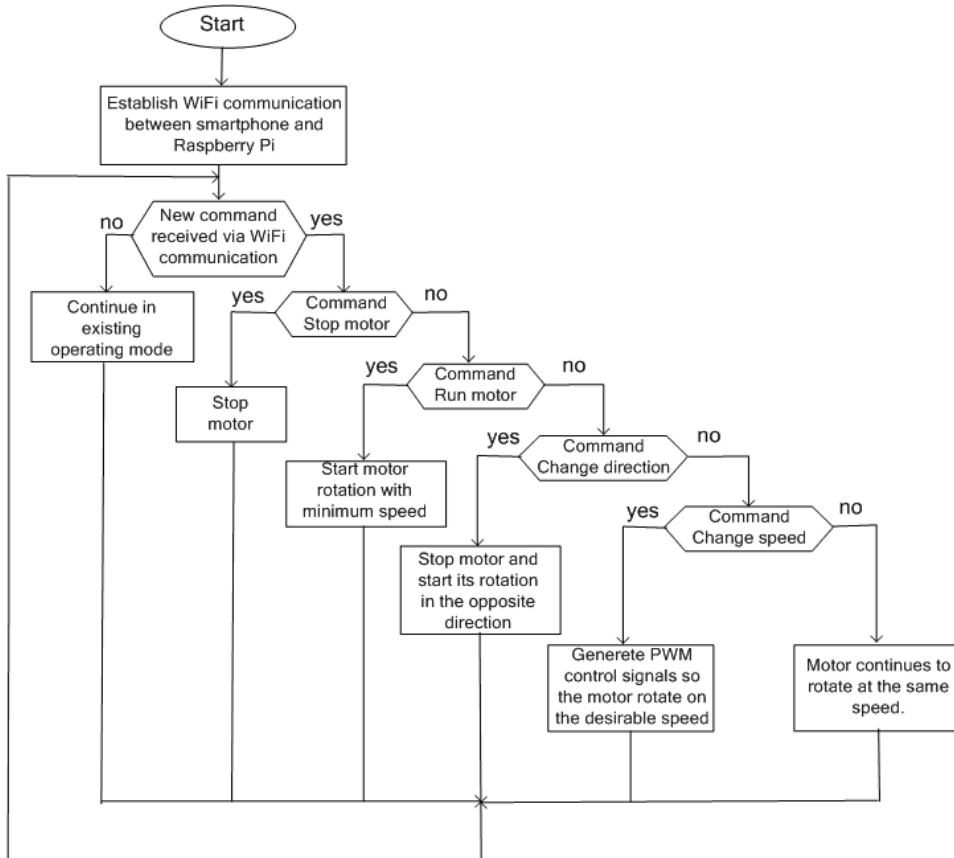 Start
Establish WiFi communication
between smartphone and
Raspberry Pi
no
New command
received via WiFi
communication
yes
Continue in
existing
operating mode
yes
Command
Stop motor
no
Stop
motor
yes
Command
Run motor
no
Start motor
rotation with
minimum speed
yes
Command
Change direction
no
Stop motor and
start its rotation
in the opposite
direction
yes
Command
Change speed
no
Generete PWM
control signals so
the motor rotate on
the desirable speed
Motor continues to
rotate at the same
speed.